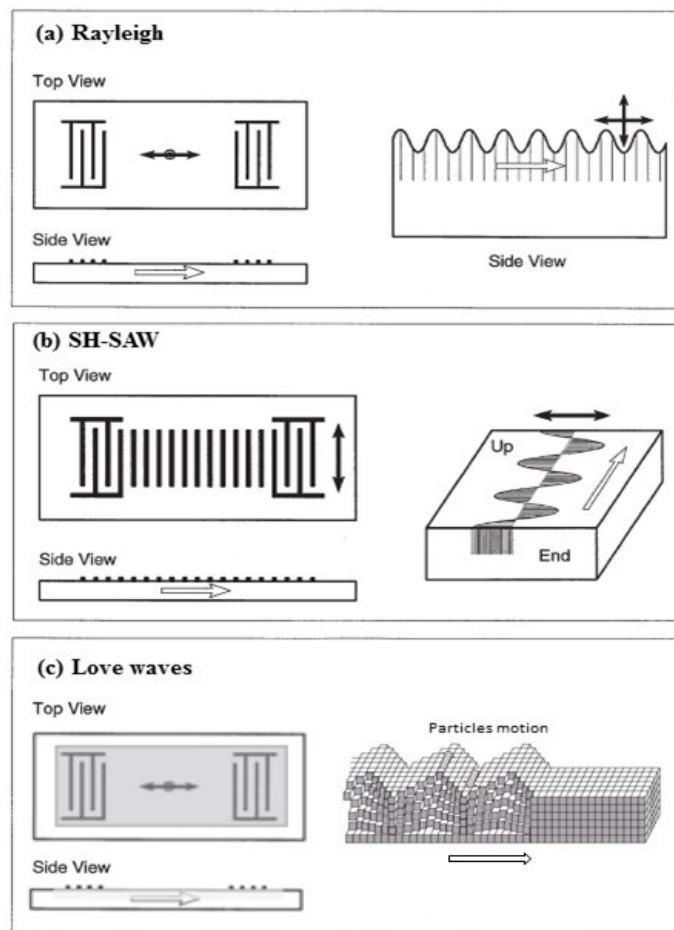 (a) Rayleigh
Top View
Side View
Side View
(b) SH-SAW
Top View
Up
Side View
End
(c) Love waves
Top View
Particles motion
Side View